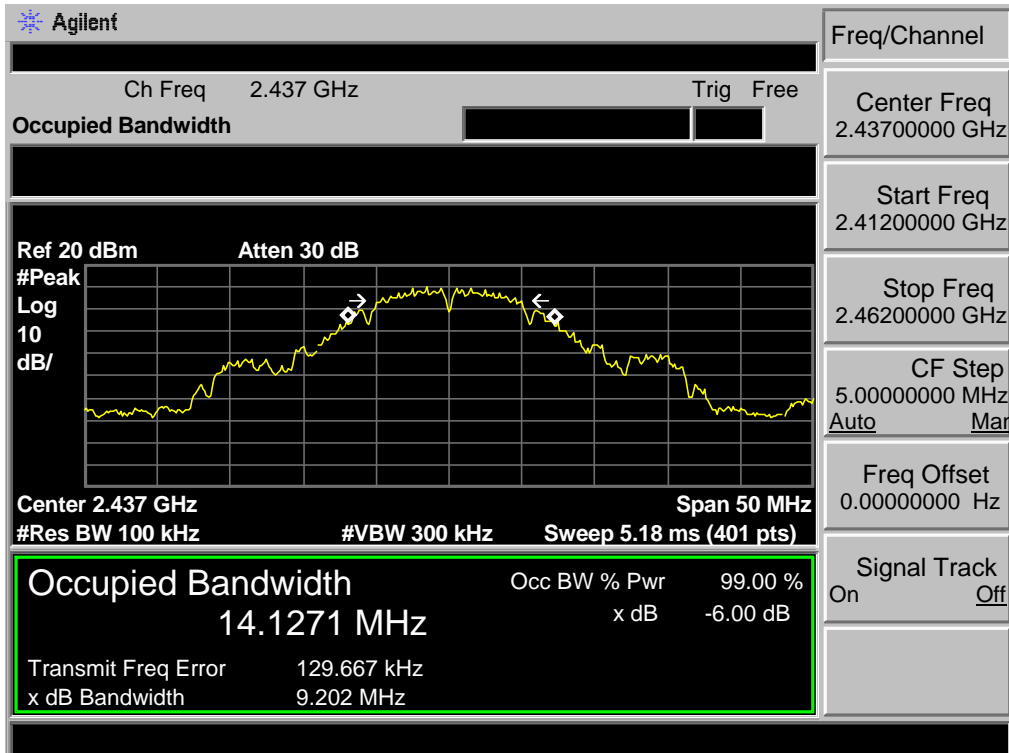 Agilent
Freq/Channel
Ch Freq 2.437 GHz Trig Free
Occupied Bandwidth
Center Freq
2.43700000 GHz
Start Freq
2.41200000 GHz
Ref 20 dBm Atten 30 dB
#Peak
Log
10
dB/
Stop Freq
2.46200000 GHz
CF Step
5.00000000 MHz
Auto Mar
Freq Offset
0.00000000 Hz
Center 2.437 GHz Span 50 MHz
#Res BW 100 kHz #VBW 300 kHz Sweep 5.18 ms (401 pts)
Signal Track
On Off
Occupied Bandwidth Occ BW % Pwr 99.00 %
14.1271 MHz x dB -6.00 dB
Transmit Freq Error 129.667 kHz
x dB Bandwidth 9.202 MHz